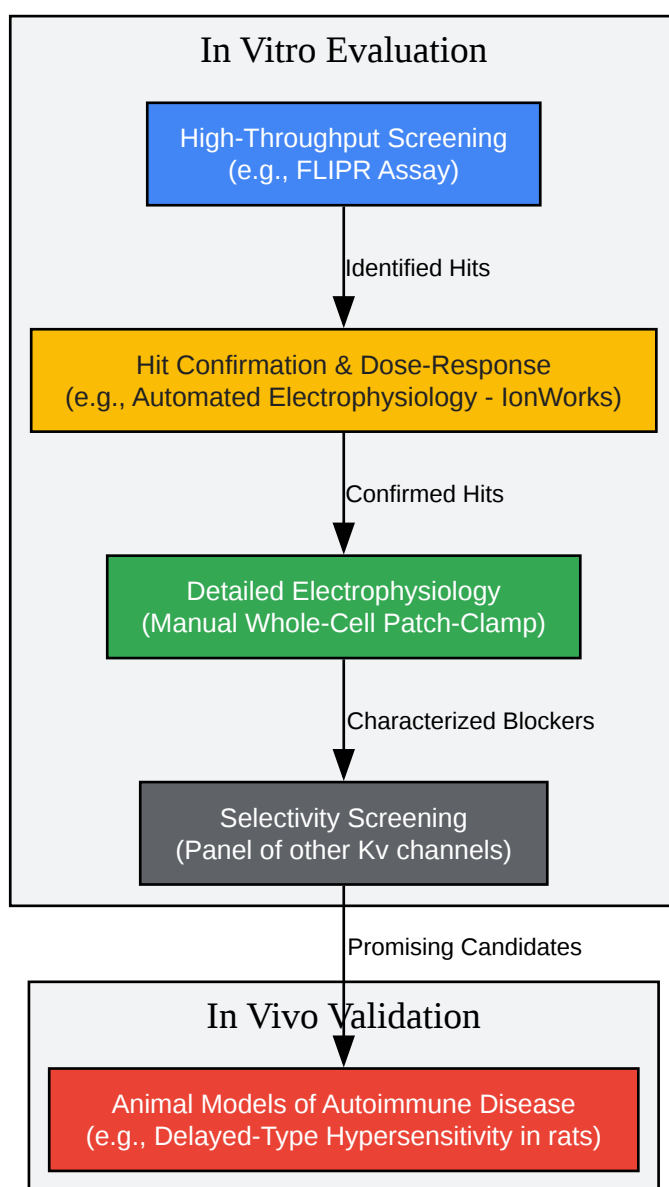 In Vitro Evaluation
High-Throughput Screening
(e.g., FLIPR Assay)
Identified Hits
Hit Confirmation & Dose-Response
(e.g., Automated Electrophysiology - IonWorks)
Confirmed Hits
Detailed Electrophysiology
(Manual Whole-Cell Patch-Clamp)
Characterized Blockers
Selectivity Screening
(Panel of other Kv channels)
Promising Candidates
In Vivo Validation
Animal Models of Autoimmune Disease
(e.g., Delayed-Type Hypersensitivity in rats)